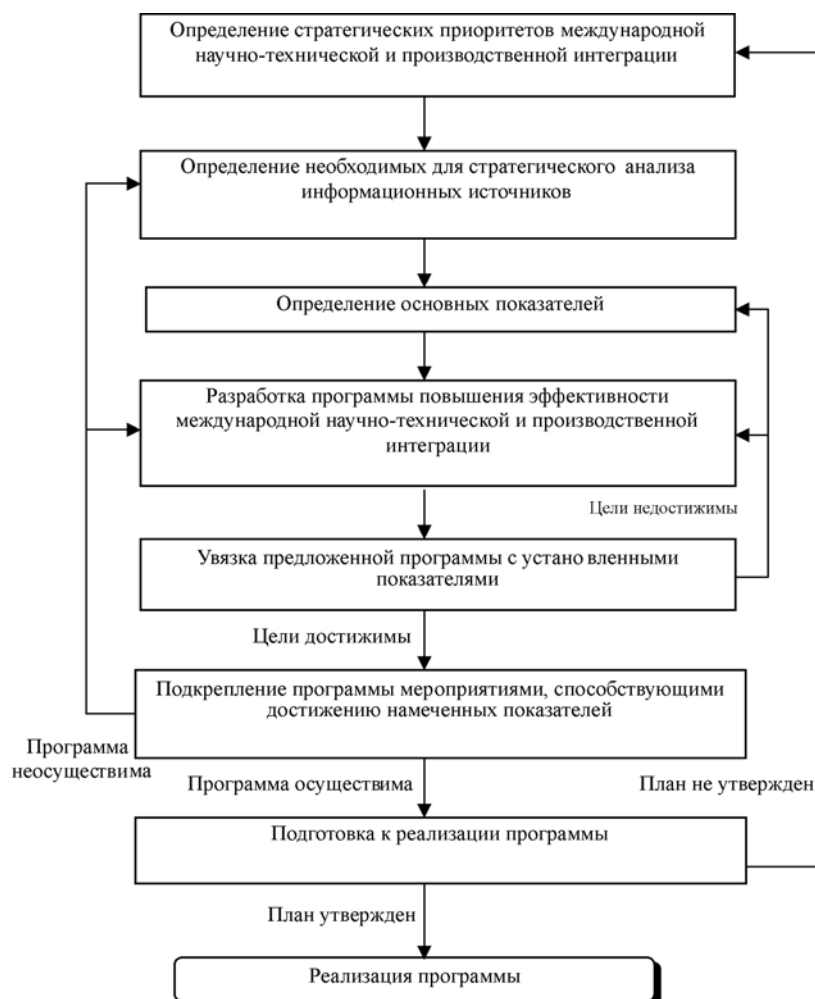 Определение стратегических приоритетов международной
научно-технической и производственной интеграции
Определение необходимых для стратегического анализа
информационных источников
Определение основных показателей
Разработка программы повышения эффективности
международной научно-технической и производственной
интеграции
Цели недостижимы
Увязка предложенной программы с устано вленными
показателями
Цели достижимы
Подкрепление программы мероприятиями, способствующими
достижению намеченных показателей
Программа
неосуществима
Программа осуществима
План не утвержден
Подготовка к реализации программы
План утвержден
Реализация программы